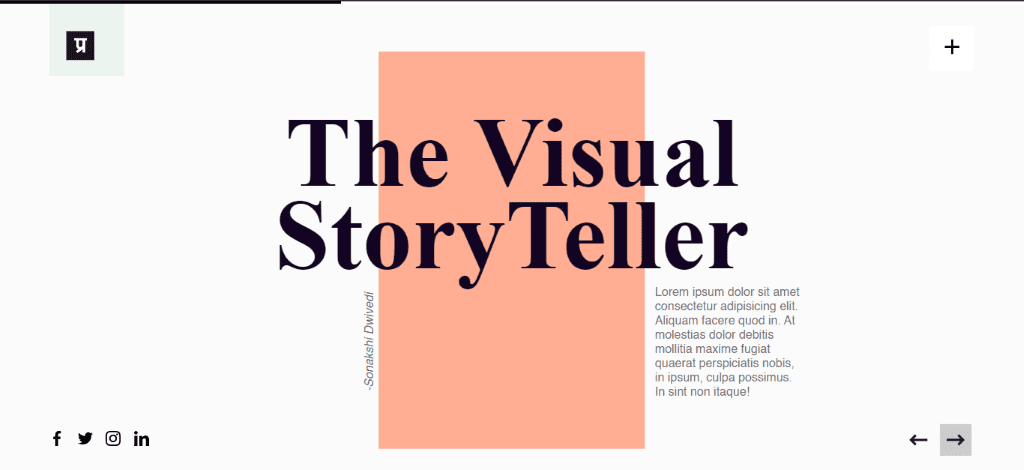 प्र
The Visual
StoryTeller
-Sonakshi Dwivedi
Lorem ipsum dolor sit amet
consectetur adipisicing elit.
Aliquam facere quod in. At
molestias dolor debitis
mollitia maxime fugiat
quaerat perspiciatis nobis,
in ipsum, culpa possimus.
In sint non itaque!